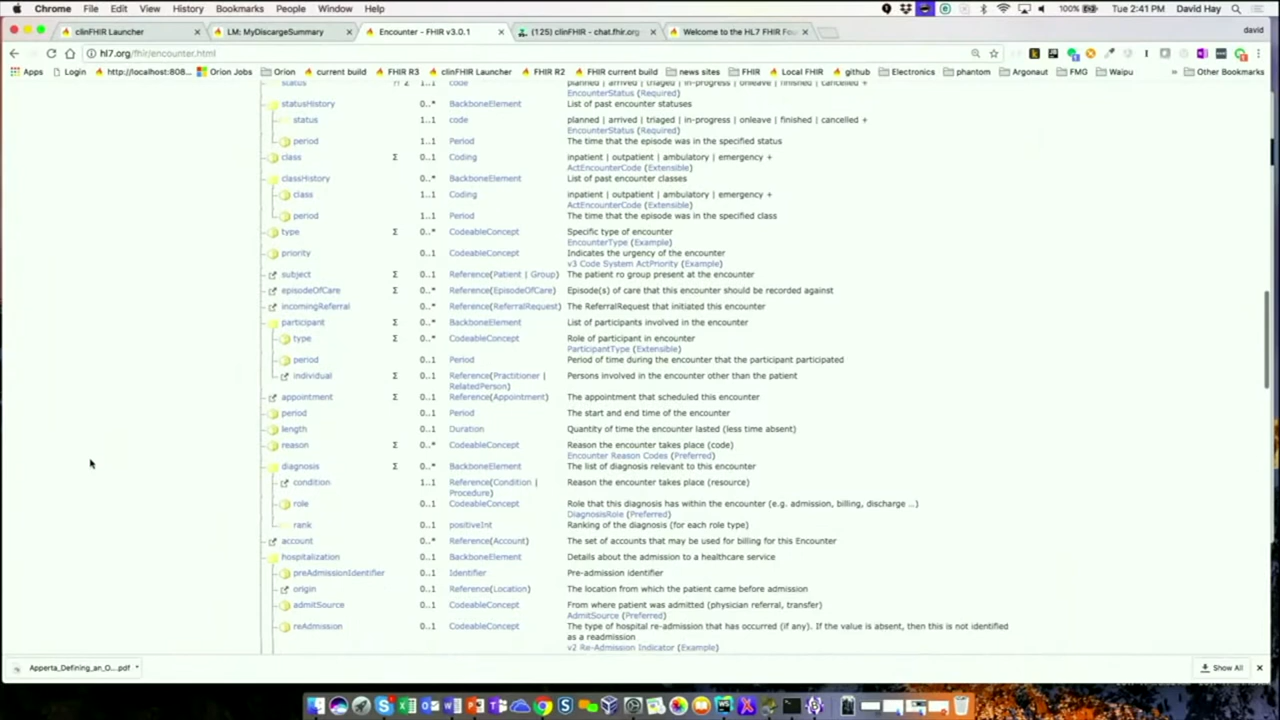 Chrome File Edit View History Bookmarks People Window Help 100% Tue 2:41 PM David Hay
clinFHIR Launcher LM: MyDiscargeSummary Encounter - FHIR v3.0.1 (125) clinFHIR - chat.fhir.org Welcome to the HL7 FHIR Fou david
hl7.org/fhir/encounter.html
Apps Login http://localhost:808... Orion Jobs Orion current build FHIR R3 clinFHIR Launcher FHIR R2 FHIR current build news sites FHIR Local FHIR github Electronics phantom Argonaut FMG Waipu » Other Bookmarks
status 1..1 code planned | arrived | triaged | in-progress | onleave | finished | cancelled +
EncounterStatus (Required)
statusHistory 0..* BackboneElement List of past encounter statuses
status 1..1 code planned | arrived | triaged | in-progress | onleave | finished | cancelled +
EncounterStatus (Required)
period 1..1 Period The time that the episode was in the specified status
class Σ 0..1 Coding inpatient | outpatient | ambulatory | emergency +
ActEncounterCode (Extensible)
classHistory 0..* BackboneElement List of past encounter classes
class 1..1 Coding inpatient | outpatient | ambulatory | emergency +
ActEncounterCode (Extensible)
period 1..1 Period The time that the episode was in the specified class
type Σ 0..* CodeableConcept Specific type of encounter
EncounterType (Example)
priority 0..1 CodeableConcept Indicates the urgency of the encounter
v3 Code System ActPriority (Example)
subject Σ 0..1 Reference(Patient | Group) The patient ro group present at the encounter
episodeOfCare Σ 0..* Reference(EpisodeOfCare) Episode(s) of care that this encounter should be recorded against
incomingReferral 0..* Reference(ReferralRequest) The ReferralRequest that initiated this encounter
participant Σ 0..* BackboneElement List of participants involved in the encounter
type Σ 0..* CodeableConcept Role of participant in encounter
ParticipantType (Extensible)
period 0..1 Period Period of time during the encounter that the participant participated
individual Σ 0..1 Reference(Practitioner | Persons involved in the encounter other than the patient
RelatedPerson)
appointment Σ 0..1 Reference(Appointment) The appointment that scheduled this encounter
period 0..1 Period The start and end time of the encounter
length 0..1 Duration Quantity of time the encounter lasted (less time absent)
reason Σ 0..* CodeableConcept Reason the encounter takes place (code)
Encounter Reason Codes (Preferred)
diagnosis Σ 0..* BackboneElement The list of diagnosis relevant to this encounter
condition 1..1 Reference(Condition | Reason the encounter takes place (resource)
Procedure)
role 0..1 CodeableConcept Role that this diagnosis has within the encounter (e.g. admission, billing, discharge ...)
DiagnosisRole (Preferred)
rank 0..1 positiveInt Ranking of the diagnosis (for each role type)
account 0..* Reference(Account) The set of accounts that may be used for billing for this Encounter
hospitalization 0..1 BackboneElement Details about the admission to a healthcare service
preAdmissionIdentifier 0..1 Identifier Pre-admission identifier
origin 0..1 Reference(Location) The location from which the patient came before admission
admitSource 0..1 CodeableConcept From where patient was admitted (physician referral, transfer)
AdmitSource (Preferred)
reAdmission 0..1 CodeableConcept The type of hospital re-admission that has occurred (if any). If the value is absent, then this is not identified
as a readmission
v2 Re-Admission Indicator (Example)
Apperta_Defining_an_O....pdf Show All